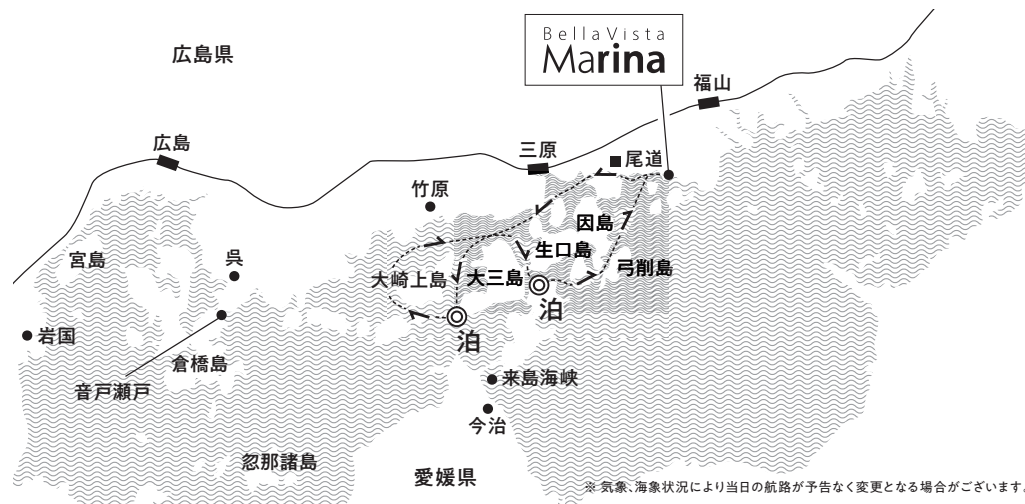 BellaVista
Marina
広島県
福山
広島
三原
尾道
竹原
因島
生口島
宮島
呉
大崎上島
大三島
弓削島
泊
泊
岩国
倉橋島
音戸瀬戸
来島海峡
今治
忽那諸島
愛媛県
※ 気象、海象状況により当日の航路が予告なく変更となる場合がございます。